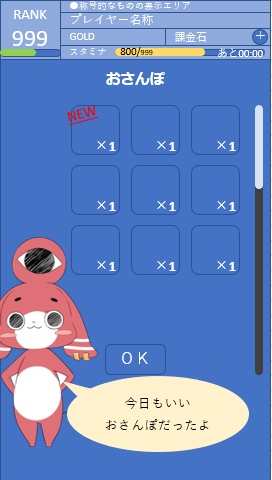 RANK
999
●称号的なものの表示エリア
プレイヤー名称
GOLD
課金石
+
スタミナ
800/999
あと00:00
おさんぽ
NEW
×1
×1
×1
×1
×1
×1
×1
×1
×1
OK
今日もいい
おさんぽだったよ